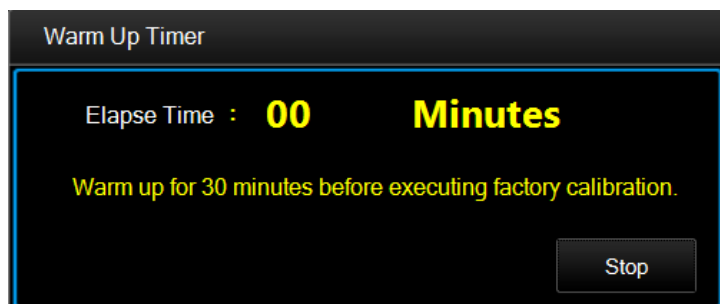 Warm Up Timer
Elapse Time : 00 Minutes
Warm up for 30 minutes before executing factory calibration.
Stop